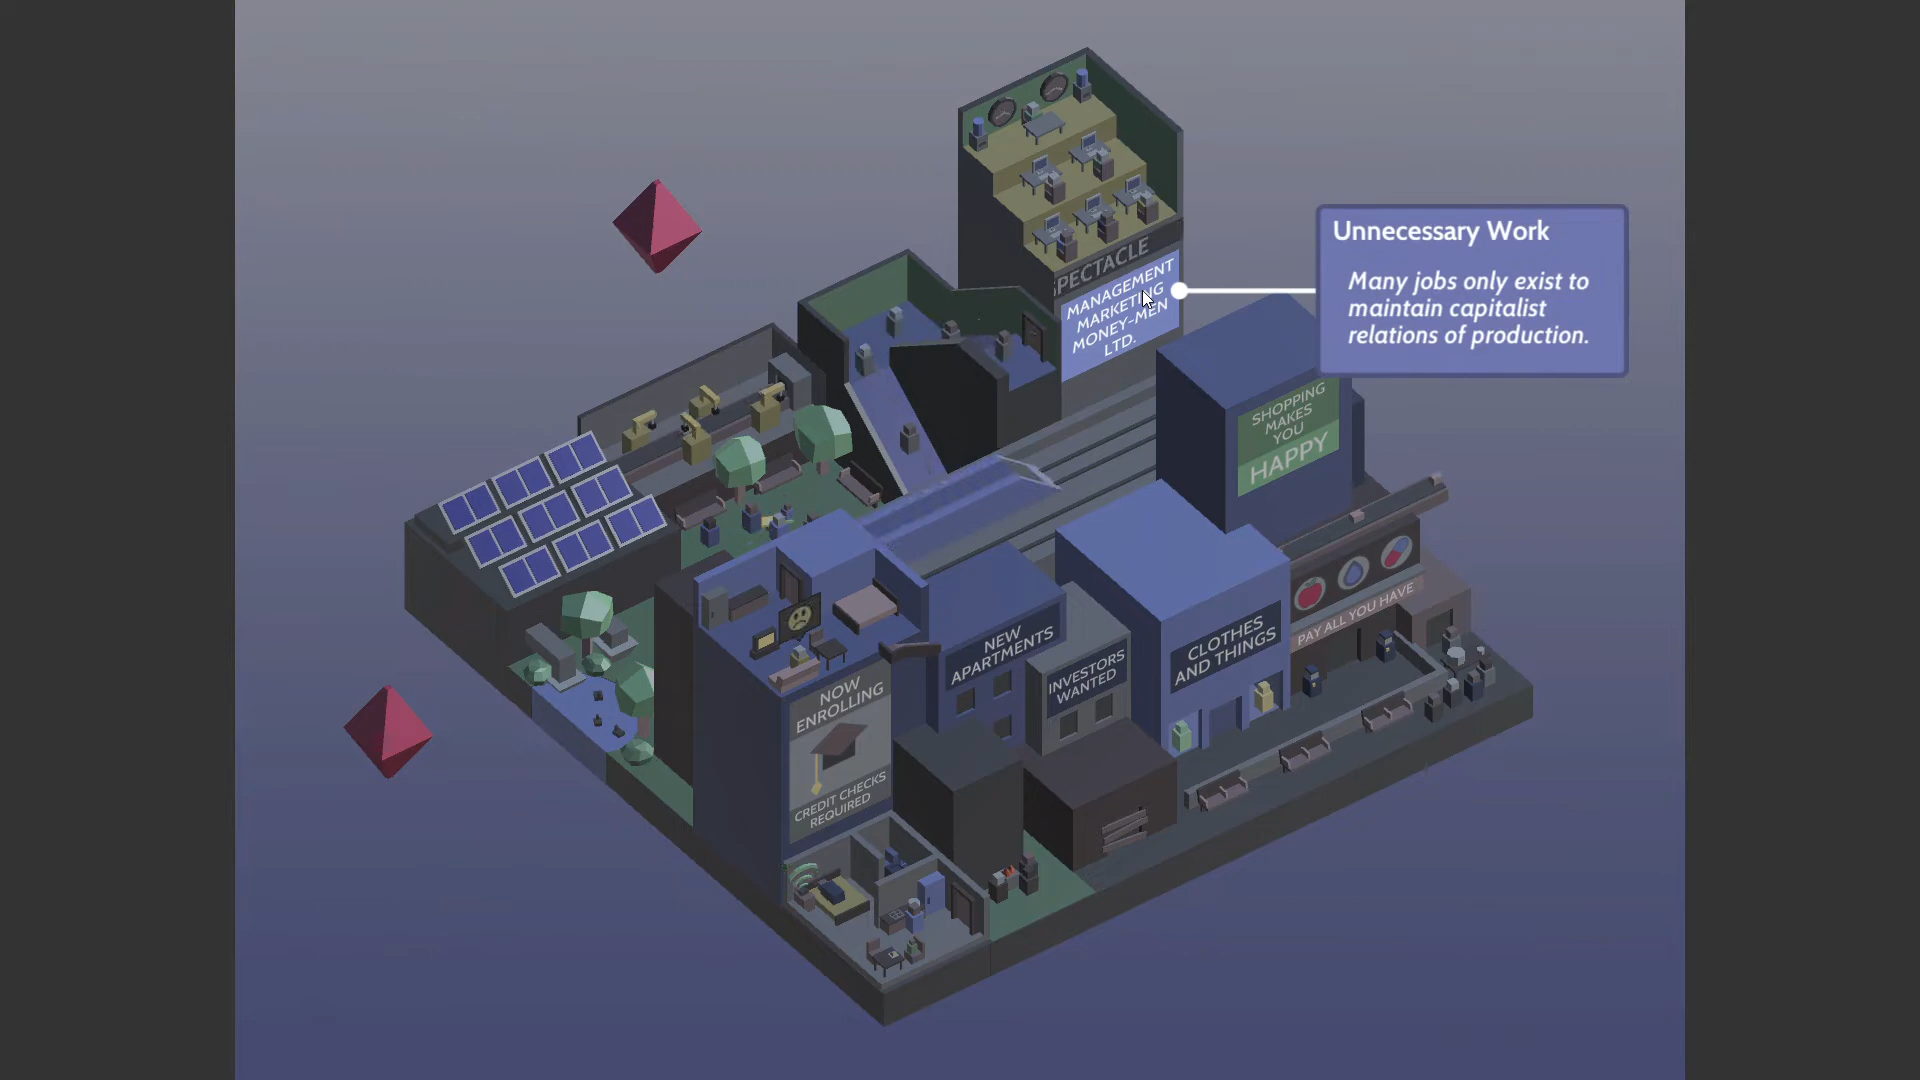 SPECTACLE
MANAGEMENT
MARKETING
MONEY-MEN
LTD.
Unnecessary Work
Many jobs only exist to
maintain capitalist
relations of production.
SHOPPING
MAKES
YOU
HAPPY
PAY ALL YOU HAVE
CLOTHES
AND THINGS
NEW
APARTMENTS
INVESTORS
WANTED
NOW
ENROLLING
CREDIT CHECKS
REQUIRED